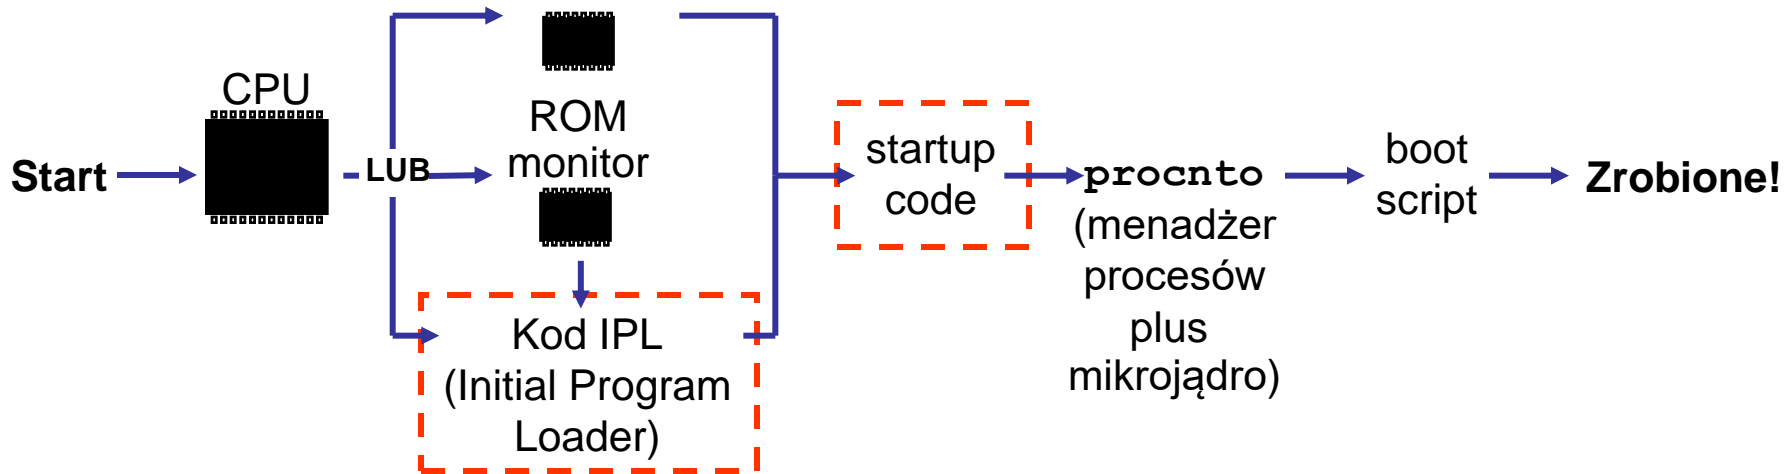 CPU
Start
LUB
ROM
monitor
Kod IPL
(Initial Program
Loader)
startup
code
procnto
(menadżer
procesów
plus
mikrojądro)
boot
script
Zrobione!